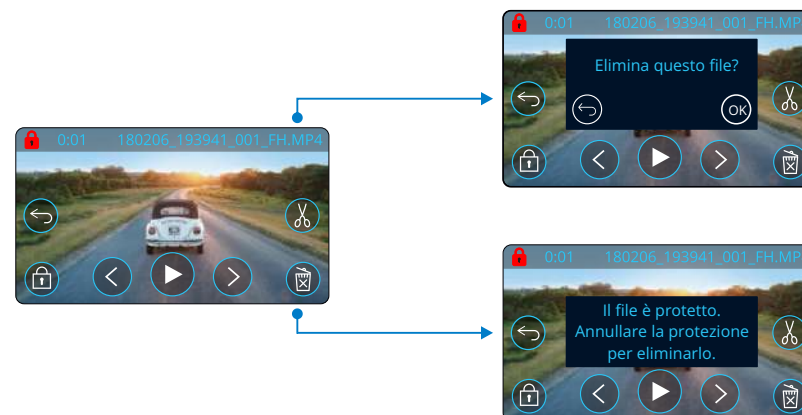 0:01 180206_193941_001_FH.MP4
0:01 180206_193941_001_FH.MP
Elimina questo file?
OK
0:01 180206_193941_001_FH.MP
Il file è protetto.
Annullare la protezione
per eliminarlo.